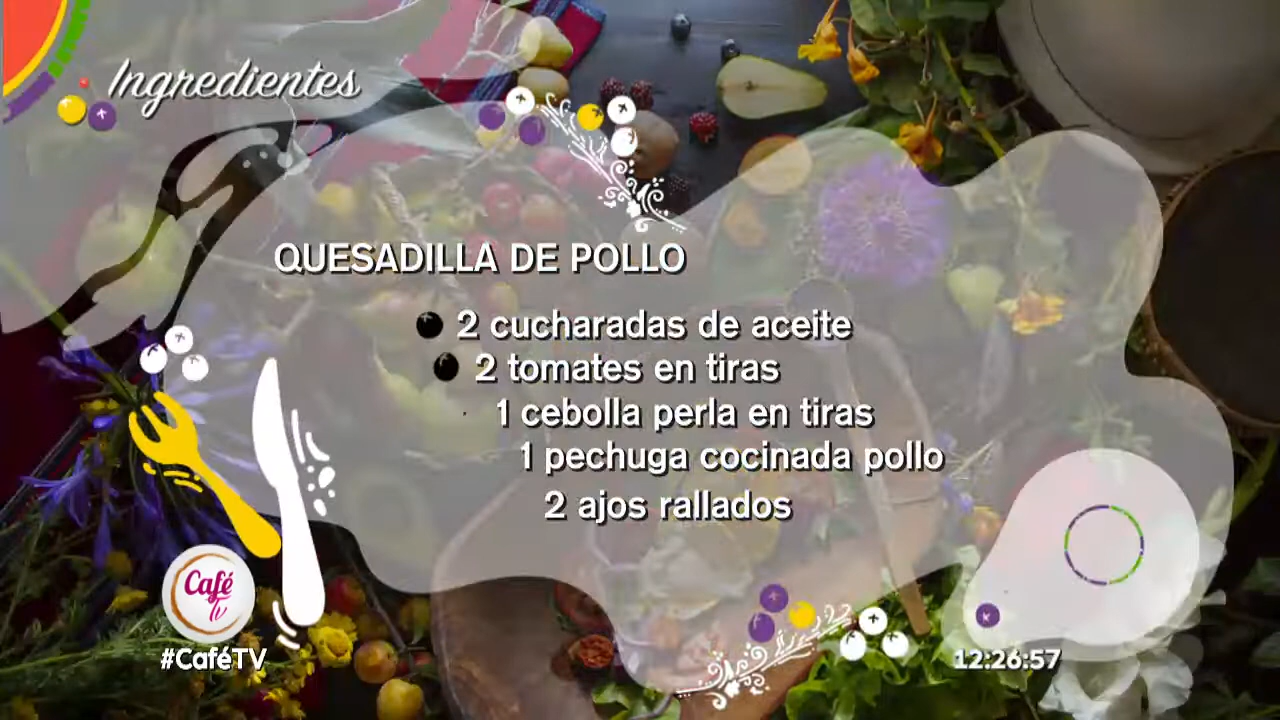 Ingredientes
QUESADILLA DE POLLO
2 cucharadas de aceite
2 tomates en tiras
1 cebolla perla en tiras
1 pechuga cocinada pollo
2 ajos rallados
Café
tv
#CaféTV
12:26:57